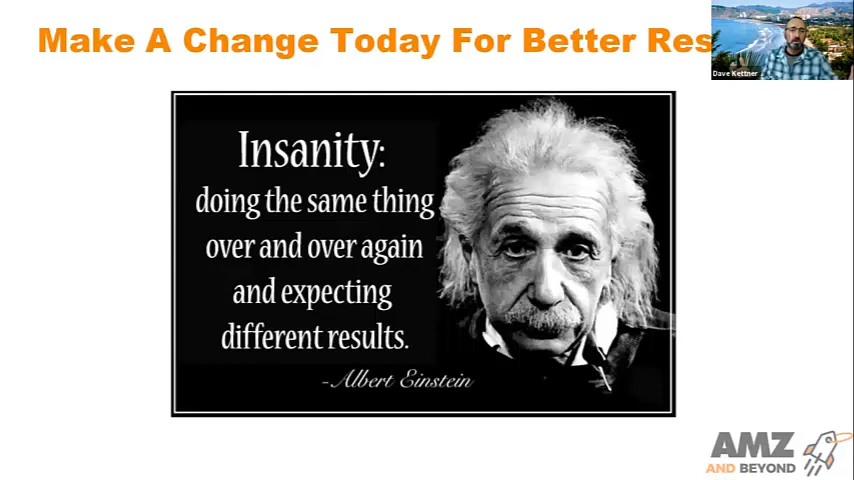 Make A Change Today For Better Res
Dave Kettner
Insanity:
doing the same thing
over and over again
and expecting
different results.
-Albert Einstein
AMZ
AND BEYOND